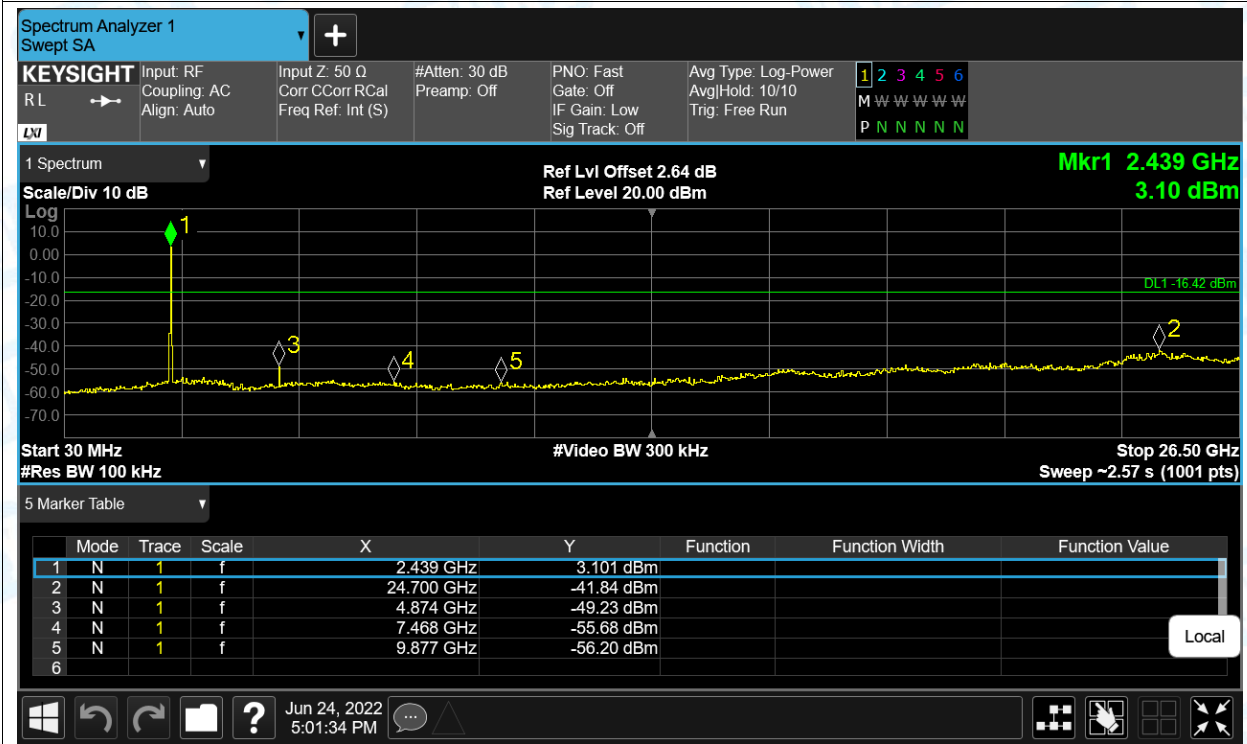 Spectrum Analyzer 1
Swept SA
KEYSIGHT
R L
LXI
Input: RF
Coupling: AC
Align: Auto
Input Z: 50 Ω
Corr CCorr RCal
Freq Ref: Int (S)
#Atten: 30 dB
Preamp: Off
PNO: Fast
Gate: Off
IF Gain: Low
Sig Track: Off
Avg Type: Log-Power
Avg|Hold: 10/10
Trig: Free Run
1 2 3 4 5 6
M W W W W W
P N N N N N
1 Spectrum
Scale/Div 10 dB
Ref Lvl Offset 2.64 dB
Ref Level 20.00 dBm
Mkr1 2.439 GHz
3.10 dBm
Log
10.0
0.00
-10.0
-20.0
-30.0
-40.0
-50.0
-60.0
-70.0
1
DL1 -16.42 dBm
2
3
4
5
Start 30 MHz
#Video BW 300 kHz
Stop 26.50 GHz
#Res BW 100 kHz
Sweep ~2.57 s (1001 pts)
5 Marker Table
Mode Trace Scale X Y Function Function Width Function Value
1 N 1 f 2.439 GHz 3.101 dBm
2 N 1 f 24.700 GHz -41.84 dBm
3 N 1 f 4.874 GHz -49.23 dBm
4 N 1 f 7.468 GHz -55.68 dBm
5 N 1 f 9.877 GHz -56.20 dBm
6
Local
?
Jun 24, 2022
5:01:34 PM